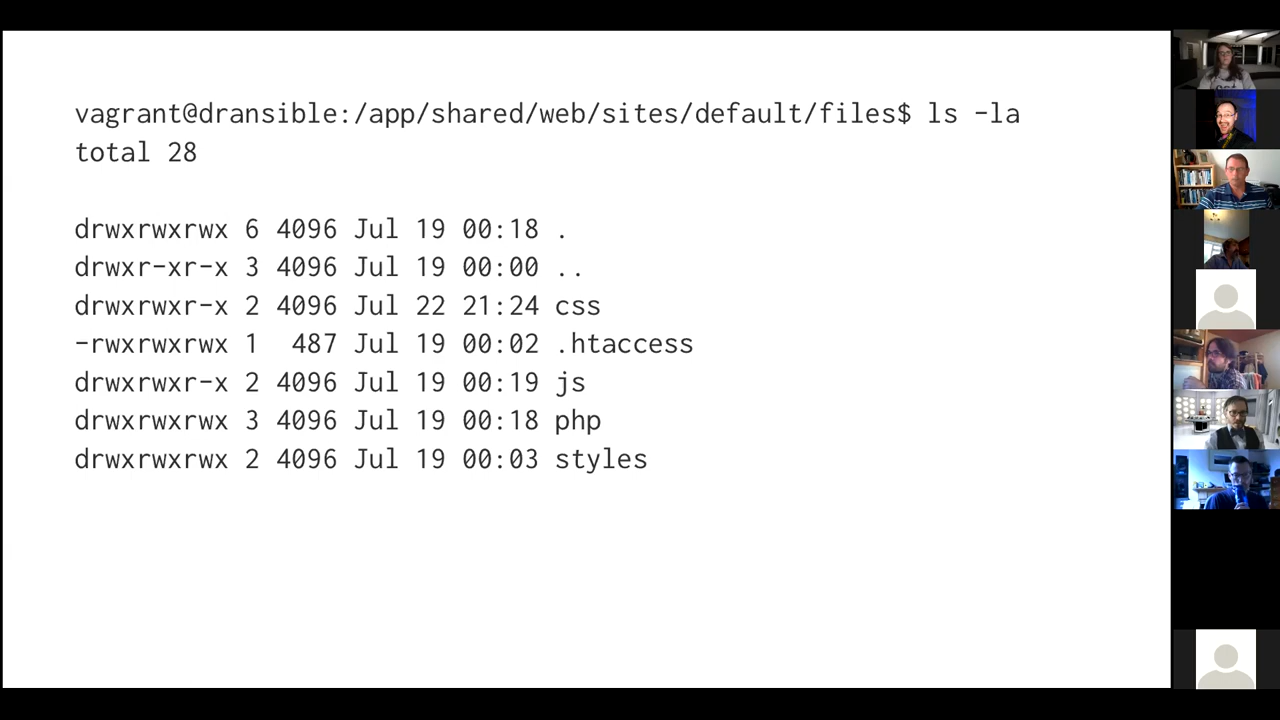 vagrant@dransible:/app/shared/web/sites/default/files$ ls -la
total 28
drwxrwxrwx 6 4096 Jul 19 00:18 .
drwxr-xr-x 3 4096 Jul 19 00:00 ..
drwxrwxr-x 2 4096 Jul 22 21:24 css
-rwxrwxrwx 1  487 Jul 19 00:02 .htaccess
drwxrwxr-x 2 4096 Jul 19 00:19 js
drwxrwxrwx 3 4096 Jul 19 00:18 php
drwxrwxrwx 2 4096 Jul 19 00:03 styles